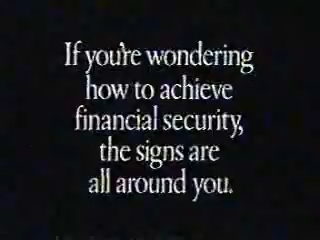 If you're wondering
how to achieve
financial security,
the signs are
all around you.